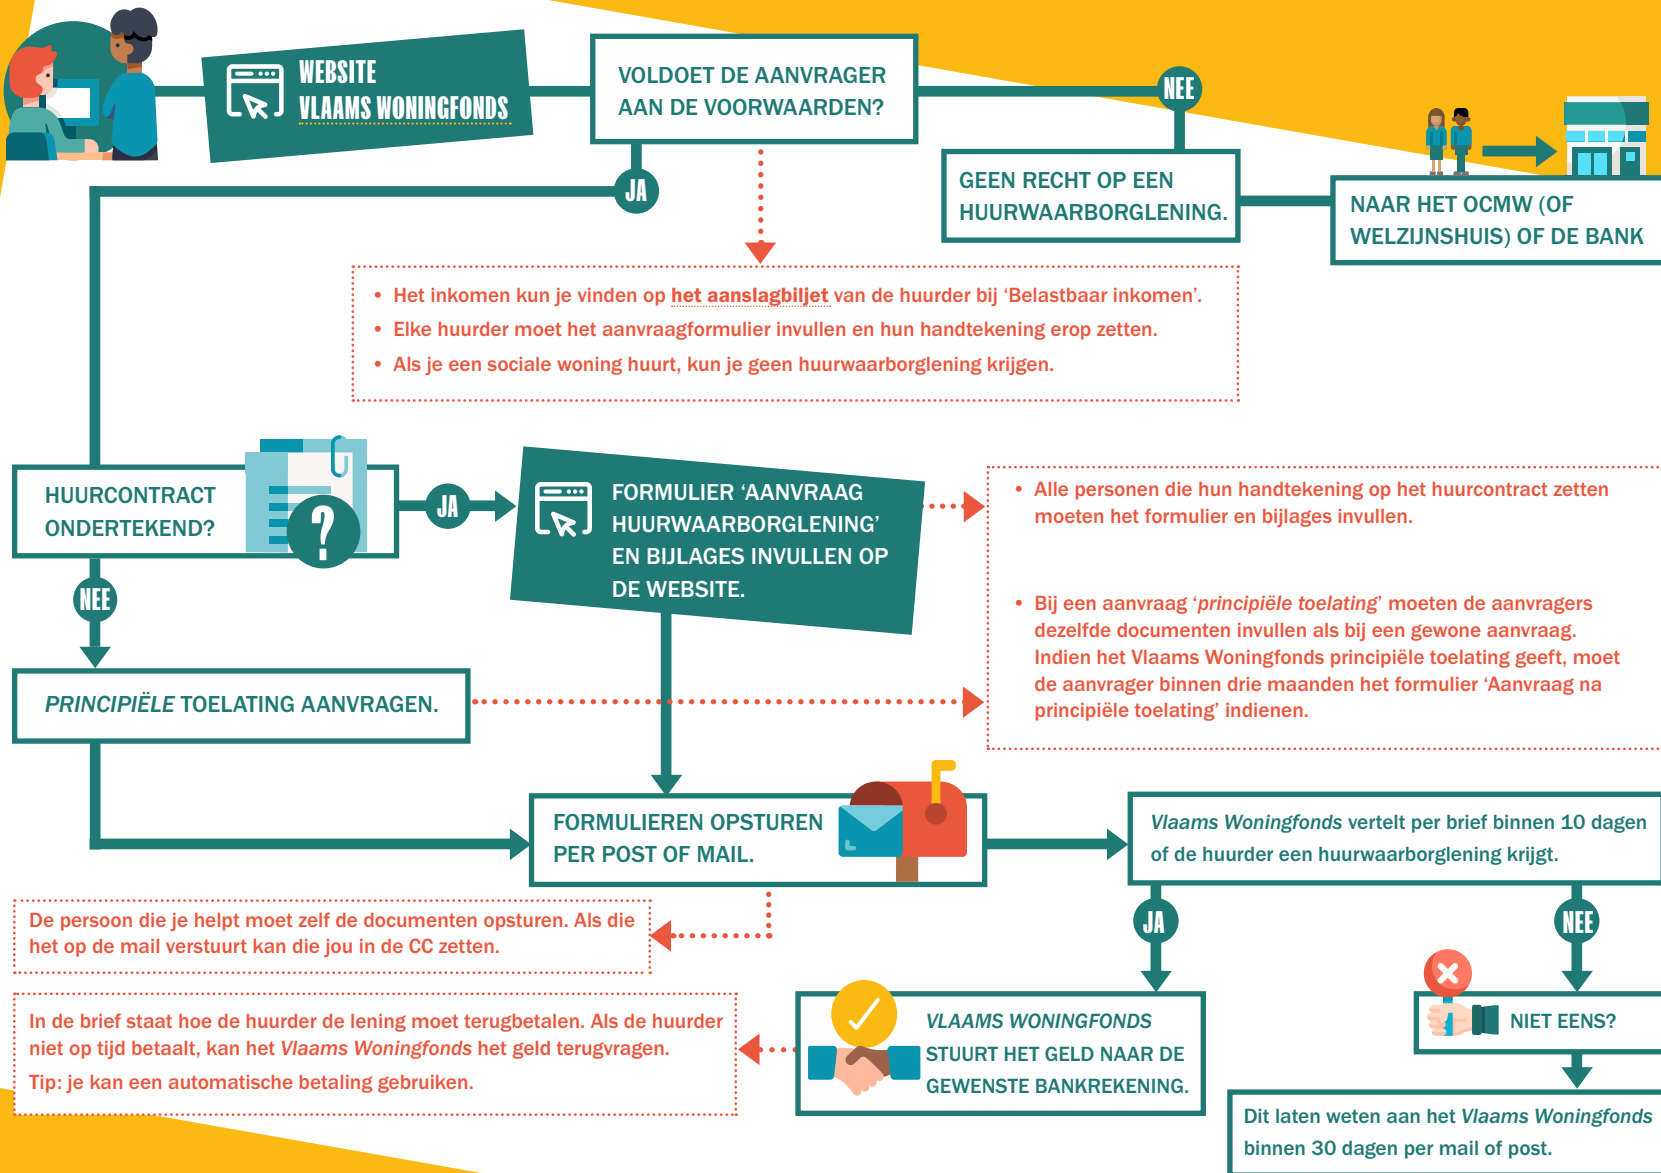 WEBSITE
VLAAMS WONINGFONDS
VOLDOET DE AANVRAGER
AAN DE VOORWAARDEN?
NEE
JA
GEEN RECHT OP EEN
HUURWAARBORGLENING.
NAAR HET OCMW (OF
WELZIJNSHUIS) OF DE BANK
• Het inkomen kun je vinden op het aanslagbiljet van de huurder bij ‘Belastbaar inkomen’.
• Elke huurder moet het aanvraagformulier invullen en hun handtekening erop zetten.
• Als je een sociale woning huurt, kun je geen huurwaarborglening krijgen.
HUURCONTRACT
ONDERTEKEND?
?
JA
NEE
FORMULIER ‘AANVRAAG
HUURWAARBORGLENING’
EN BIJLAGES INVULLEN OP
DE WEBSITE.
• Alle personen die hun handtekening op het huurcontract zetten
moeten het formulier en bijlages invullen.
• Bij een aanvraag ‘principiële toelating’ moeten de aanvragers
dezelfde documenten invullen als bij een gewone aanvraag.
Indien het Vlaams Woningfonds principiële toelating geeft, moet
de aanvrager binnen drie maanden het formulier ‘Aanvraag na
principiële toelating’ indienen.
PRINCIPIËLE TOELATING AANVRAGEN.
FORMULIEREN OPSTUREN
PER POST OF MAIL.
Vlaams Woningfonds vertelt per brief binnen 10 dagen
of de huurder een huurwaarborglening krijgt.
De persoon die je helpt moet zelf de documenten opsturen. Als die
het op de mail verstuurt kan die jou in de CC zetten.
JA
NEE
In de brief staat hoe de huurder de lening moet terugbetalen. Als de huurder
niet op tijd betaalt, kan het Vlaams Woningfonds het geld terugvragen.
Tip: je kan een automatische betaling gebruiken.
VLAAMS WONINGFONDS
STUURT HET GELD NAAR DE
GEWENSTE BANKREKENING.
NIET EENS?
Dit laten weten aan het Vlaams Woningfonds
binnen 30 dagen per mail of post.